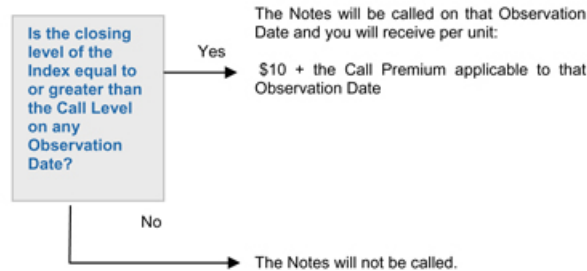 Is the closing
level of the
Index equal to
or greater than
the Call Level
on any
Observation
Date?
Yes
The Notes will be called on that Observation
Date and you will receive per unit:
$10 + the Call Premium applicable to that
Observation Date
No
The Notes will not be called.